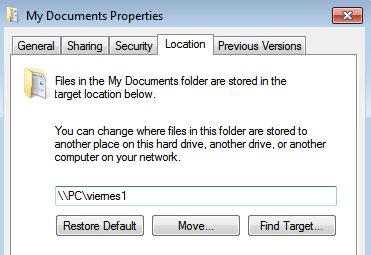 My Documents Properties
General Sharing Security Location Previous Versions
Files in the My Documents folder are stored in the
target location below.
You can change where files in this folder are stored to
another place on this hard drive, another drive, or another
computer on your network.
\\PC\viernes1
Restore Default Move... Find Target...